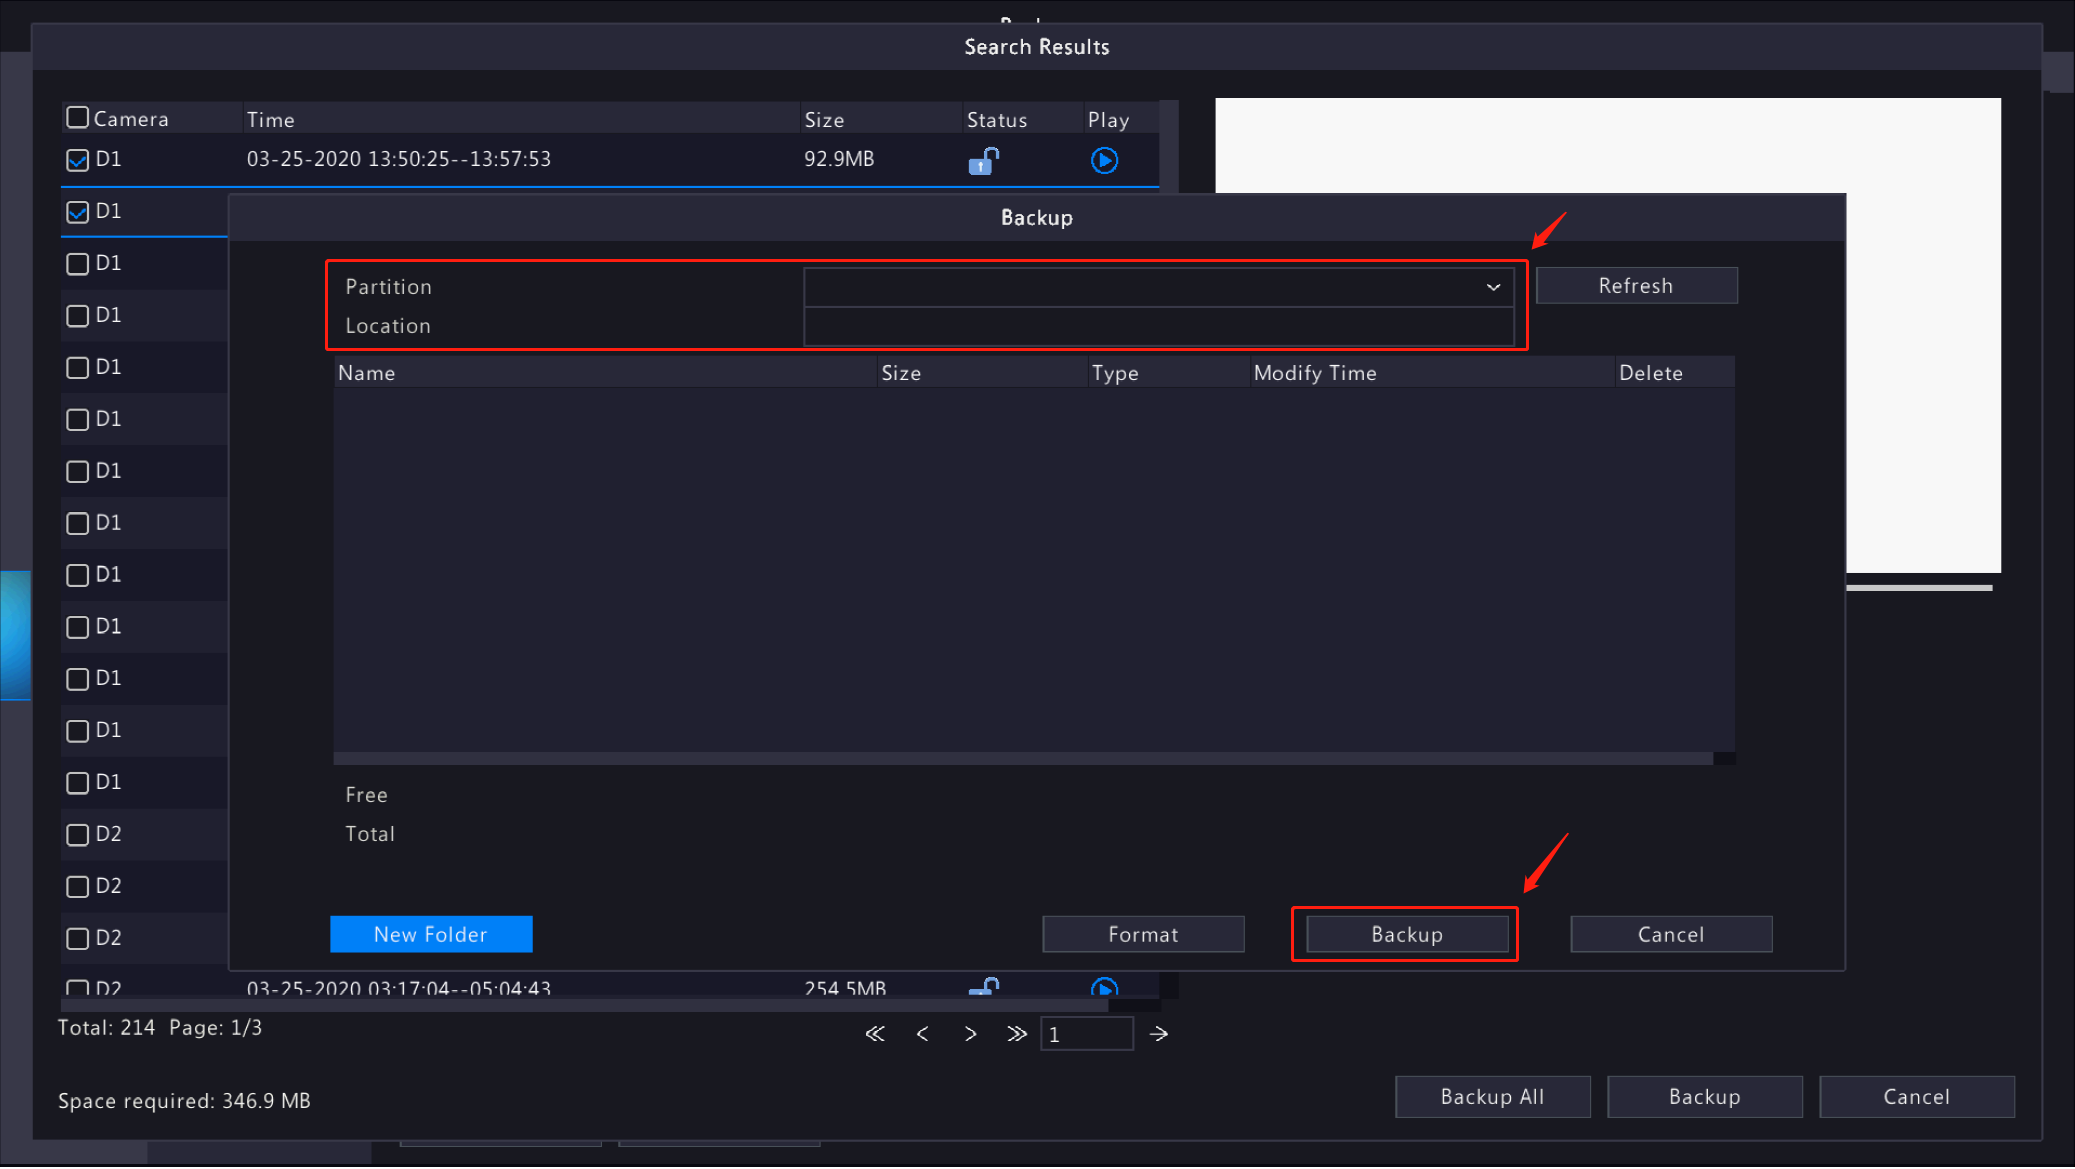 Search Results
Camera Time Size Status Play
D1 03-25-2020 13:50:25--13:57:53 92.9MB
D1
Backup
D1
Partition Refresh
D1
Location
D1
Name Size Type Modify Time Delete
D1
D1
D1
D1
D1
D1
D1
D1
Free
D2
Total
D2
D2
New Folder Format Backup Cancel
D2 03-25-2020 03:17:04--05:04:43 254.5MB
Total: 214 Page: 1/3
« < > » 1 →
Space required: 346.9 MB
Backup All Backup Cancel